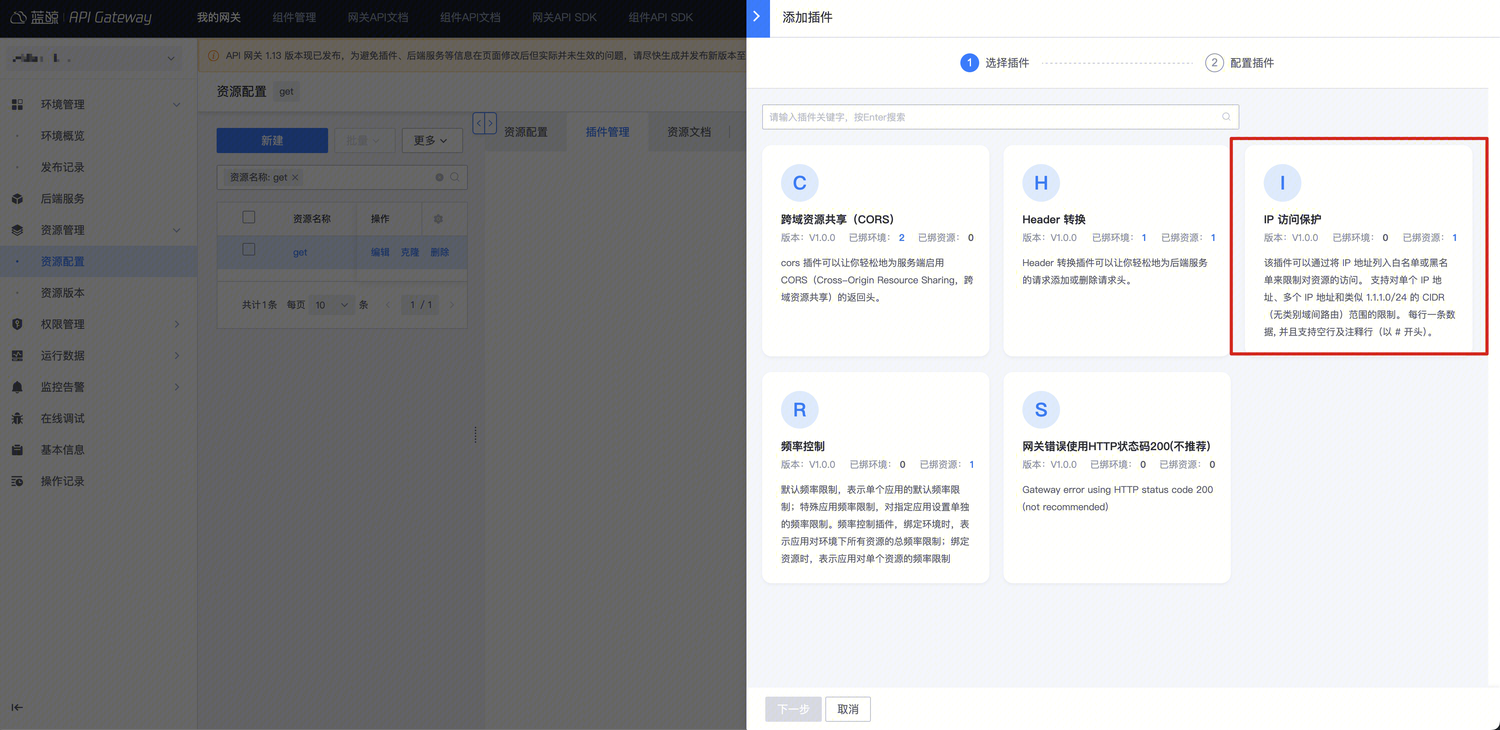 蓝鲸 | API Gateway
我的网关 组件管理 网关API文档 组件API文档 网关API SDK 组件API SDK
API 网关 1.13 版本现已发布，为避免插件、后端服务等信息在页面修改后但实际并未生效的问题，请尽快生成并发布新版本至
环境管理
环境概览
发布记录
后端服务
资源管理
资源配置
资源版本
权限管理
运行数据
监控告警
在线调试
基本信息
操作记录
资源配置 get
新建 批量 更多
资源名称: get
资源名称 操作
get 编辑 克隆 删除
共计1条 每页 10 条 1 / 1
资源配置 插件管理 资源文档
添加插件
1 选择插件 2 配置插件
请输入插件关键字，按Enter搜索
C
跨域资源共享（CORS）
版本：V1.0.0 已绑环境： 2 已绑资源： 0
cors 插件可以让你轻松地为服务端启用
CORS（Cross-Origin Resource Sharing，跨
域资源共享）的返回头。
H
Header 转换
版本：V1.0.0 已绑环境： 1 已绑资源： 1
Header 转换插件可以让你轻松地为后端服务
的请求添加或删除请求头。
I
IP 访问保护
版本：V1.0.0 已绑环境： 0 已绑资源： 1
该插件可以通过将 IP 地址列入白名单或黑名
单来限制对资源的访问。 支持对单个 IP 地
址、多个 IP 地址和类似 1.1.1.0/24 的 CIDR
（无类别域间路由）范围的限制。 每行一条数
据, 并且支持空行及注释行（以 # 开头）。
R
频率控制
版本：V1.0.0 已绑环境： 0 已绑资源： 1
默认频率限制，表示单个应用的默认频率限
制；特殊应用频率限制，对指定应用设置单独
的频率限制。频率控制插件，绑定环境时，表
示应用对环境下所有资源的总频率限制；绑定
资源时，表示应用对单个资源的频率限制
S
网关错误使用HTTP状态码200(不推荐)
版本：V1.0.0 已绑环境： 0 已绑资源： 0
Gateway error using HTTP status code 200
(not recommended)
下一步 取消